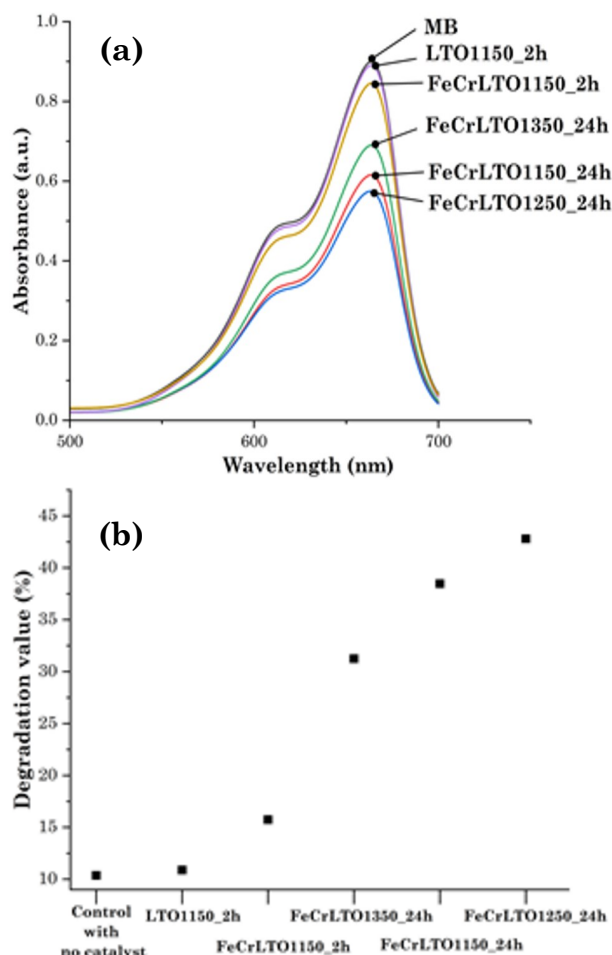 (a)
MB
LTO1150_2h
FeCrLTO1150_2h
FeCrLTO1350_24h
FeCrLTO1150_24h
FeCrLTO1250_24h
Absorbance (a.u.)
1.0
0.8
0.6
0.4
0.2
0.0
500
600
700
Wavelength (nm)
(b)
Degradation value (%)
45
40
35
30
25
20
15
10
Control
with
no catalyst
LTO1150_2h
FeCrLTO1150_2h
FeCrLTO1350_24h
FeCrLTO1150_24h
FeCrLTO1250_24h